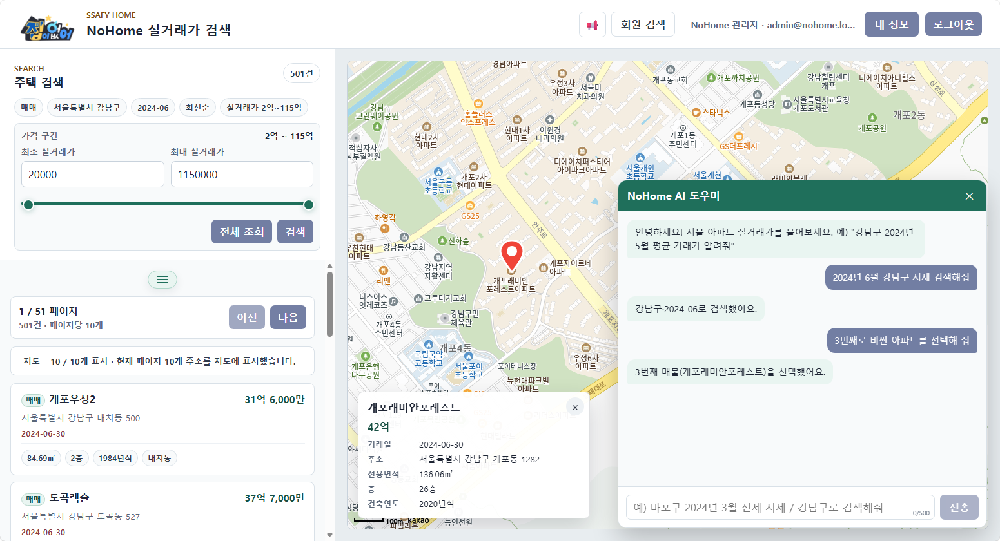 집이없어
SSAFY HOME
NoHome 실거래가 검색
회원 검색
NoHome 관리자 · admin@nohome.lo...
내 정보
로그아웃
SEARCH
주택 검색
501건
매매
서울특별시 강남구
2024-06
최신순
실거래가 2억~115억
가격 구간
2억 ~ 115억
최소 실거래가
최대 실거래가
20000
1150000
전체 조회
검색
1 / 51 페이지
501건 · 페이지당 10개
이전
다음
지도
10 / 10개 표시 · 현재 페이지 10개 주소를 지도에 표시했습니다.
매매
개포우성2
31억 6,000만
서울특별시 강남구 대치동 500
2024-06-30
84.69㎡
2층
1984년식
대치동
매매
도곡렉슬
37억 7,000만
서울특별시 강남구 도곡동 527
2024-06-30
경남아파트
우성3차
아파트
서울미
치과의원
개포동교회
개포까치공원
강남힐링센터
개포
디에이치아너힐즈
아파트
삼성로
강남
그린웨이공원
홈플러스
익스프레스
개포동성당
서울특별시교육청
개포도서관
스타벅스
개포2동
개포공원
현대2차
아파트
현대1차
아파트
이원경
내과의원
개포1동
주민센터
GS더프레시
적십자사
남부혈액원
디에이치퍼스티어
아이파크아파트
서울개원
초등학교
서울개현
래미안블레
서울구룡
초등학교
개포2차
현대아파트
GS25
언주로
하영각
우찬현대
아파트
강남동산교회
신화숲
리엔
강남지역
자활센터
개포자이르네
아파트
개포래미안
포레스트아파트
디스이즈
잇레코즈
그루터기교회
강남구민
체육관
개포4동
주민센터
개포4동
국립국악
고등학교
서울포이
초등학교
개포은행
나무공원
포이테니스장
우성6차
아파트
뉴현대파크빌
아파트
포이
개포래미안포레스트
42억
거래일
2024-06-30
주소
서울특별시 강남구 개포동 1282
전용면적
136.06㎡
층
26층
건축연도
2020년식
100m
kakao
파빌리온
능인선원
NoHome AI 도우미
안녕하세요! 서울 아파트 실거래가를 물어보세요. 예) "강남구 2024년
5월 평균 거래가 알려줘"
2024년 6월 강남구 시세 검색해줘
강남구·2024-06로 검색했어요.
3번째로 비싼 아파트를 선택해 줘
3번째 매물(개포래미안포레스트)을 선택했어요.
예) 마포구 2024년 3월 전세 시세 / 강남구로 검색해줘
0/500
전송